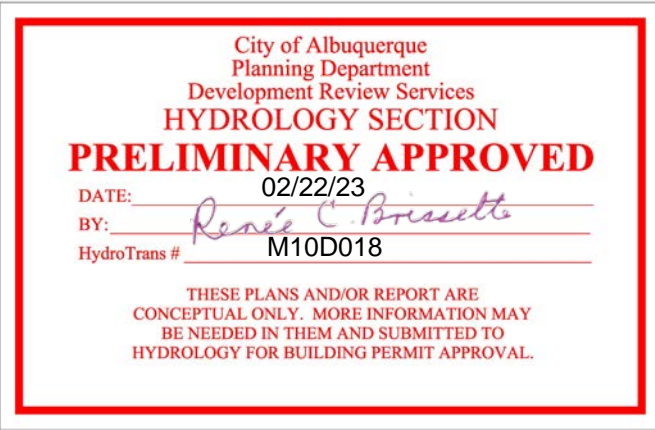 City of Albuquerque
Planning Department
Development Review Services
HYDROLOGY SECTION
PRELIMINARY APPROVED
DATE: 02/22/23
BY: Renée C. Brissette
HydroTrans # M10D018
THESE PLANS AND/OR REPORT ARE
CONCEPTUAL ONLY. MORE INFORMATION MAY
BE NEEDED IN THEM AND SUBMITTED TO
HYDROLOGY FOR BUILDING PERMIT APPROVAL.